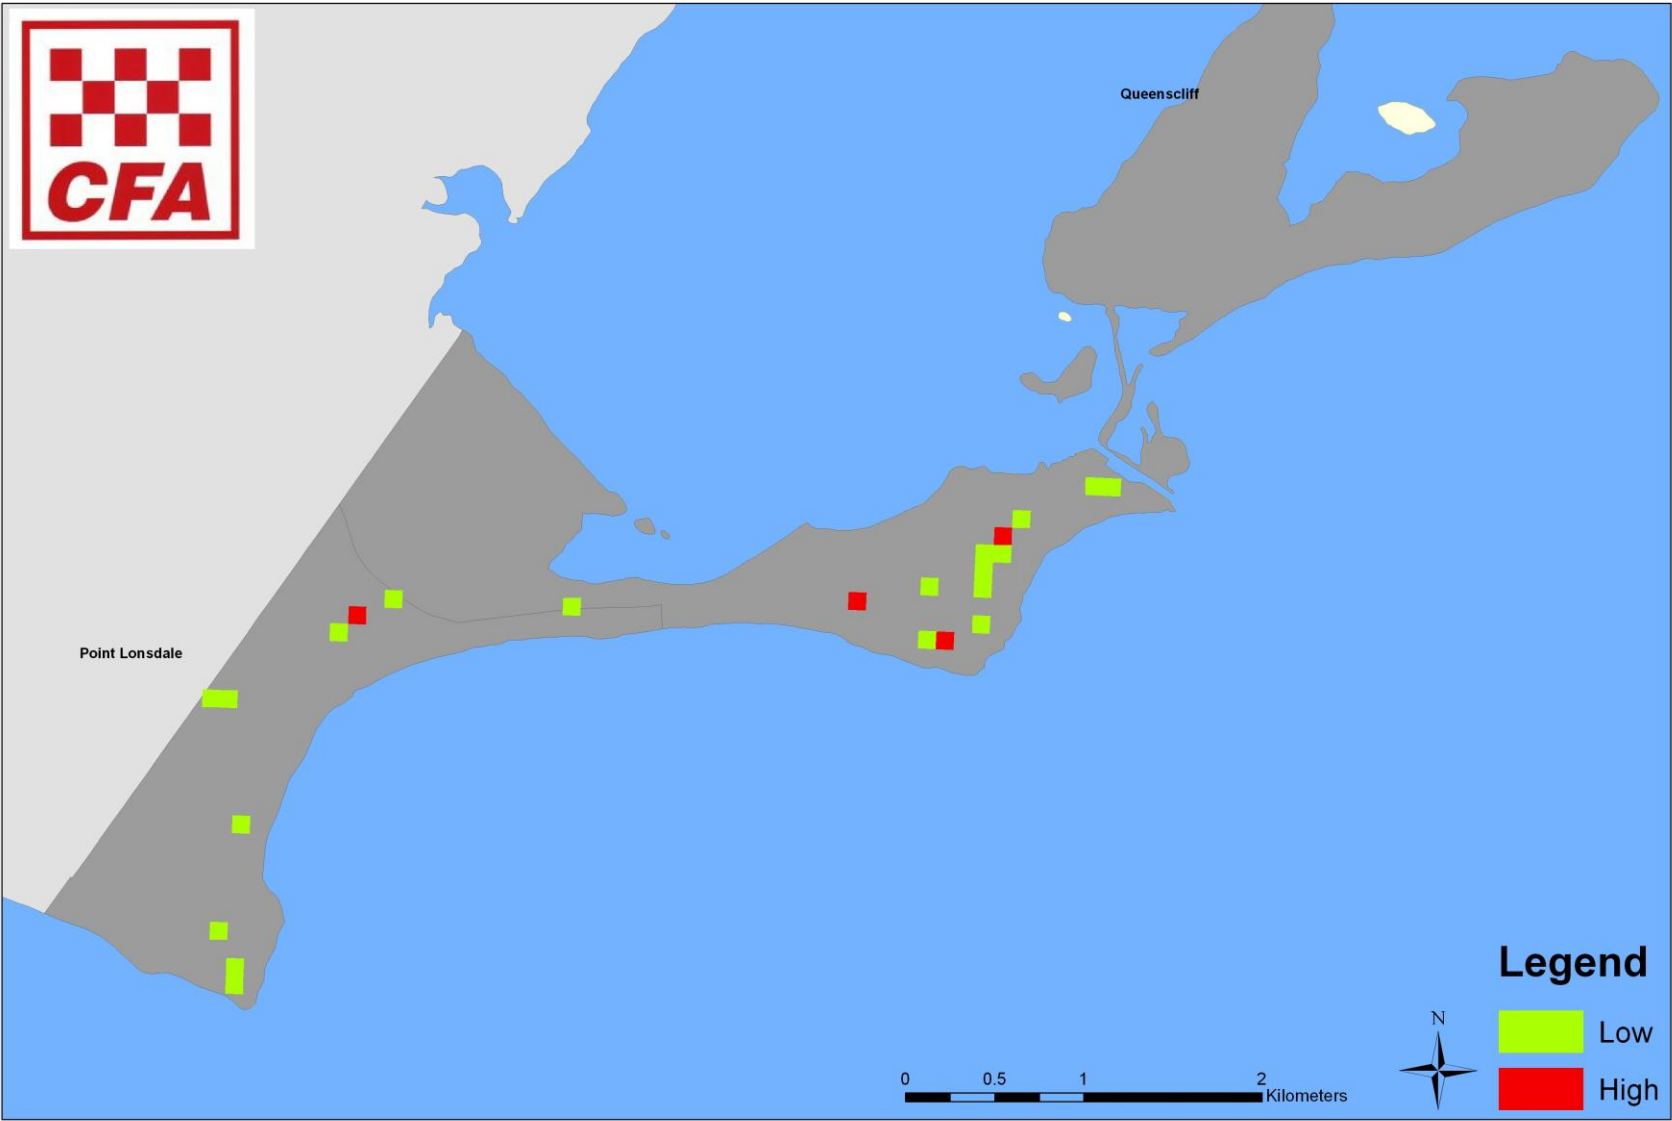 CFA
Queenscliff
Point Lonsdale
Legend
Low
High
N
0 0.5 1 2
Kilometers